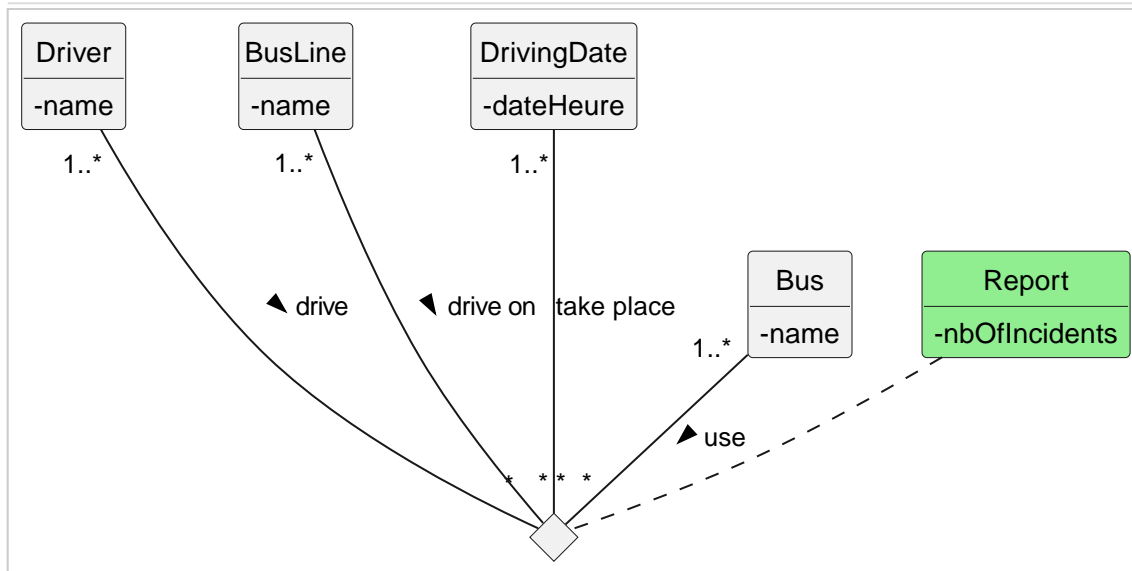 Driver
-name
BusLine
-name
DrivingDate
-dateHeure
1..*
1..*
1..*
Bus
-name
Report
-nbOfIncidents
drive
drive on
take place
1..*
use
* * * *